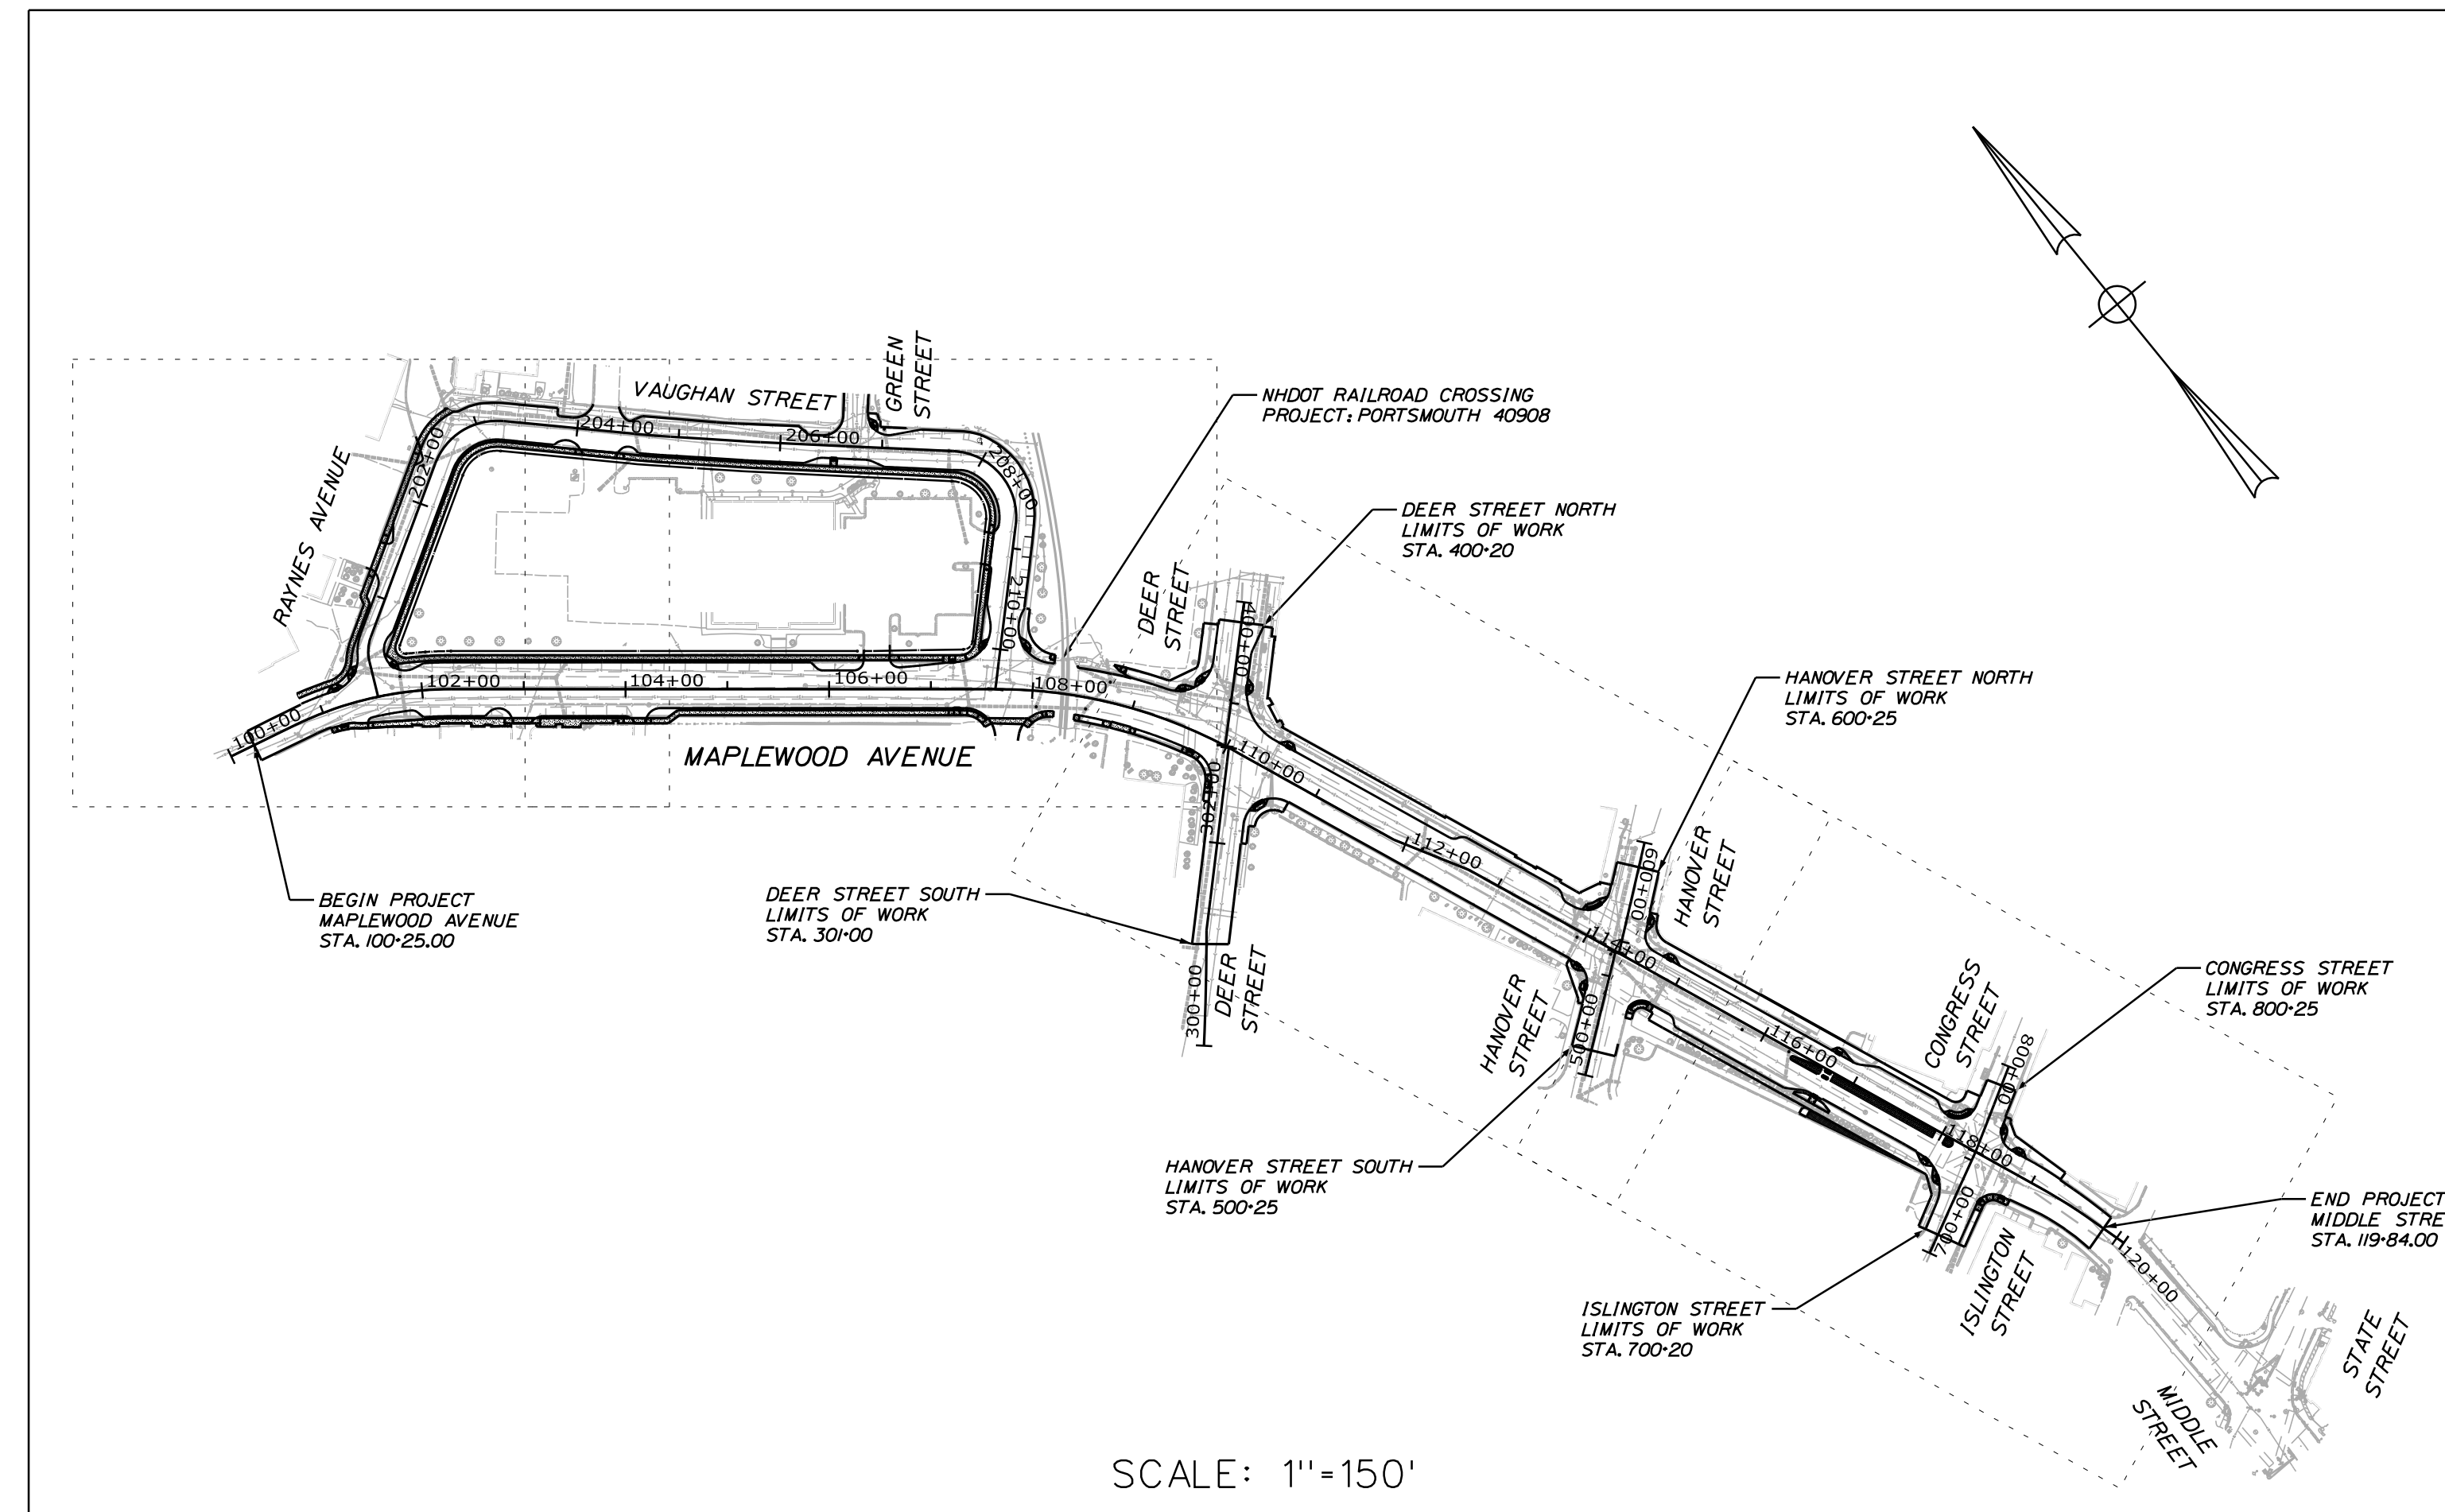 VAUGHAN STREET
GREEN
STREET
NHDOT RAILROAD CROSSING
PROJECT: PORTSMOUTH 40908
204+00
206+00
208+00
202+00
RAYNES AVENUE
210+00
DEER STREET NORTH
LIMITS OF WORK
STA. 400+20
DEER
STREET
400+00
100+00
102+00
104+00
106+00
108+00
MAPLEWOOD AVENUE
110+00
302+00
HANOVER STREET NORTH
LIMITS OF WORK
STA. 600+25
112+00
600+00
HANOVER
STREET
BEGIN PROJECT
MAPLEWOOD AVENUE
STA. 100+25.00
DEER STREET SOUTH
LIMITS OF WORK
STA. 301+00
300+00
DEER
STREET
114+00
HANOVER
STREET
500+00
116+00
CONGRESS
STREET
CONGRESS STREET
LIMITS OF WORK
STA. 800+25
800+00
118+00
HANOVER STREET SOUTH
LIMITS OF WORK
STA. 500+25
700+00
ISLINGTON
STREET
END PROJECT
MIDDLE STRE
STA. 119+84.00
120+00
ISLINGTON STREET
LIMITS OF WORK
STA. 700+20
STATE
STREET
MIDDLE
STREET
SCALE: 1"=150'